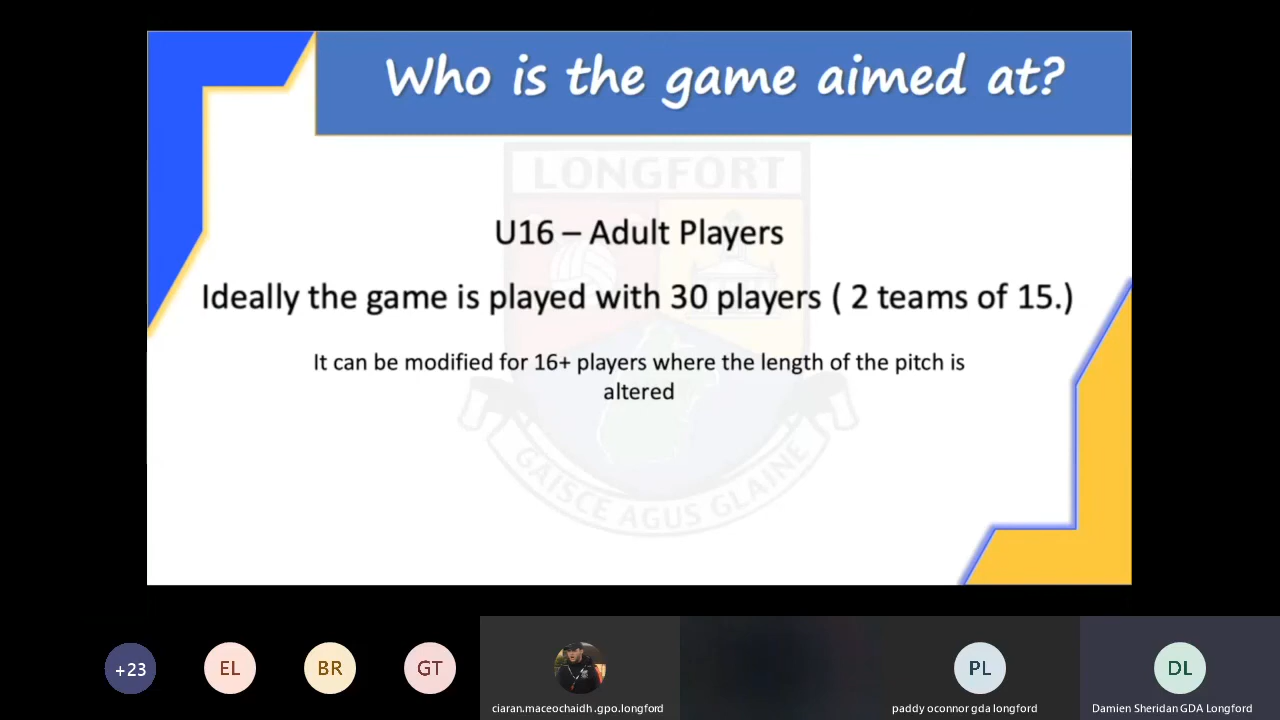 Who is the game aimed at?
LONGFORT
U16 – Adult Players
Ideally the game is played with 30 players ( 2 teams of 15.)
It can be modified for 16+ players where the length of the pitch is
altered
GAISCE AGUS GLAINE
+23
EL
BR
GT
PL
DL
ciaran.maceochaidh .gpo.longford
paddy oconnor gda longford
Damien Sheridan GDA Longford